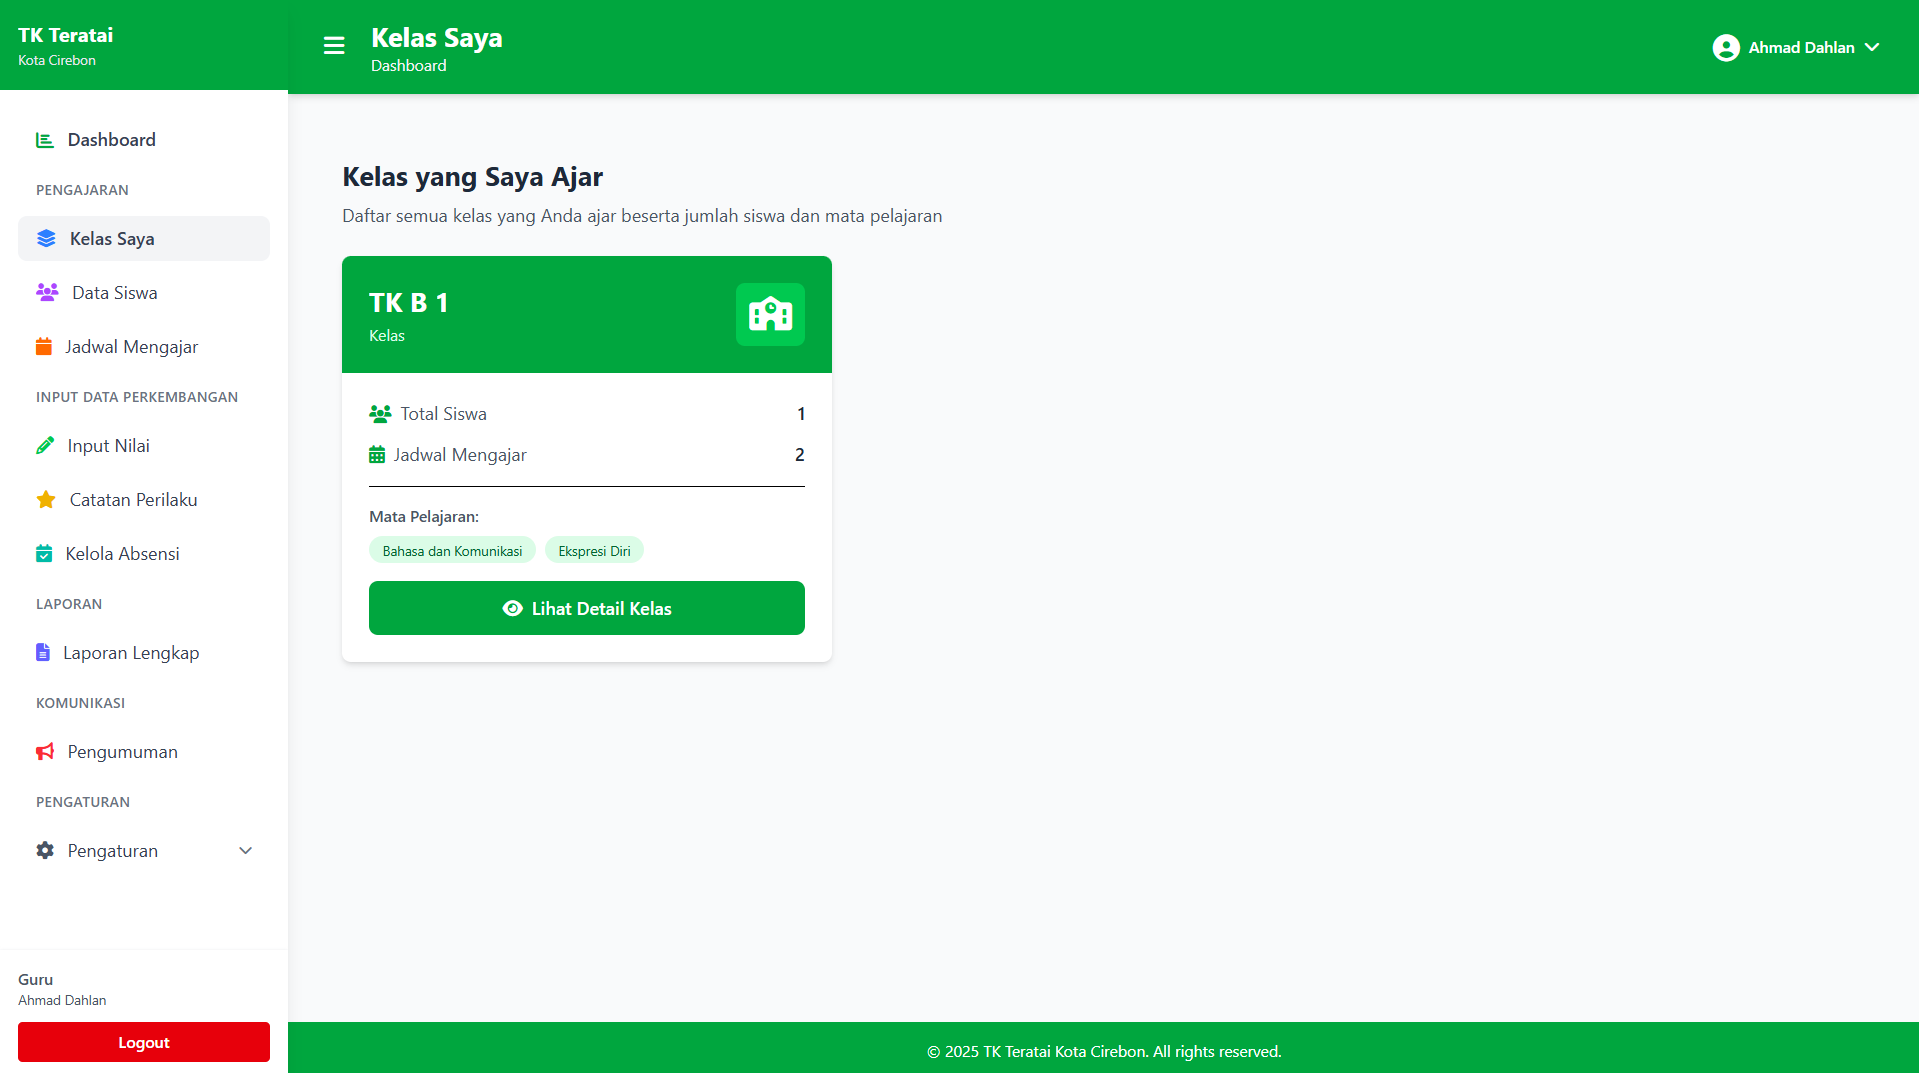 TK Teratai
Kota Cirebon
Kelas Saya
Dashboard
Ahmad Dahlan
Dashboard
PENGAJARAN
Kelas Saya
Data Siswa
Jadwal Mengajar
INPUT DATA PERKEMBANGAN
Input Nilai
Catatan Perilaku
Kelola Absensi
LAPORAN
Laporan Lengkap
KOMUNIKASI
Pengumuman
PENGATURAN
Pengaturan
Guru
Ahmad Dahlan
Logout
Kelas yang Saya Ajar
Daftar semua kelas yang Anda ajar beserta jumlah siswa dan mata pelajaran
TK B 1
Kelas
Total Siswa 1
Jadwal Mengajar 2
Mata Pelajaran:
Bahasa dan Komunikasi Ekspresi Diri
Lihat Detail Kelas
© 2025 TK Teratai Kota Cirebon. All rights reserved.